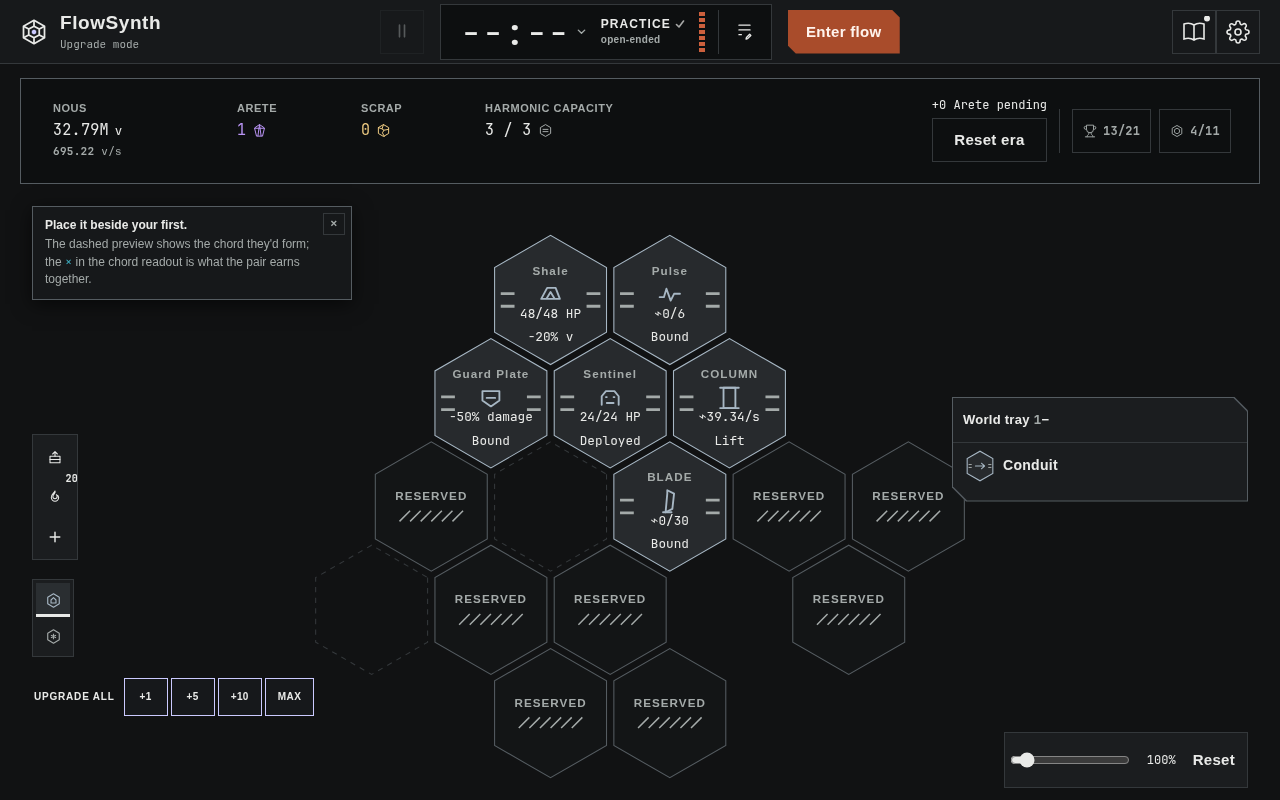 FlowSynth
Upgrade mode
--:--
PRACTICE
open-ended
Enter flow
NOUS
32.79M v
695.22 v/s
ARETE
1
SCRAP
0
HARMONIC CAPACITY
3 / 3
+0 Arete pending
Reset era
13/21
4/11
Place it beside your first.
The dashed preview shows the chord they'd form;
the × in the chord readout is what the pair earns
together.
×
Shale
48/48 HP
-20% v
Pulse
⌁0/6
Bound
Guard Plate
-50% damage
Bound
Sentinel
24/24 HP
Deployed
COLUMN
⌁39.34/s
Lift
RESERVED
BLADE
⌁0/30
Bound
RESERVED
RESERVED
RESERVED
RESERVED
RESERVED
RESERVED
RESERVED
World tray 1−
Conduit
20
UPGRADE ALL
+1
+5
+10
MAX
100%
Reset